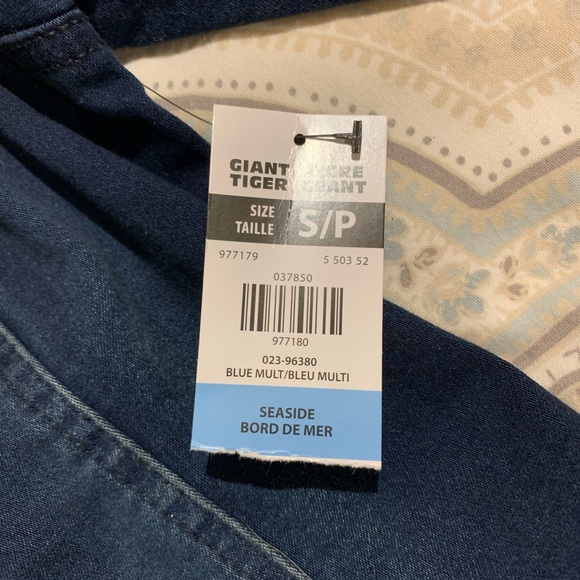 GIANT TIGRE
TIGER GEANT
SIZE
TAILLE
S/P
977179 5 503 52
037850
977180
023-96380
BLUE MULT/BLEU MULTI
SEASIDE
BORD DE MER